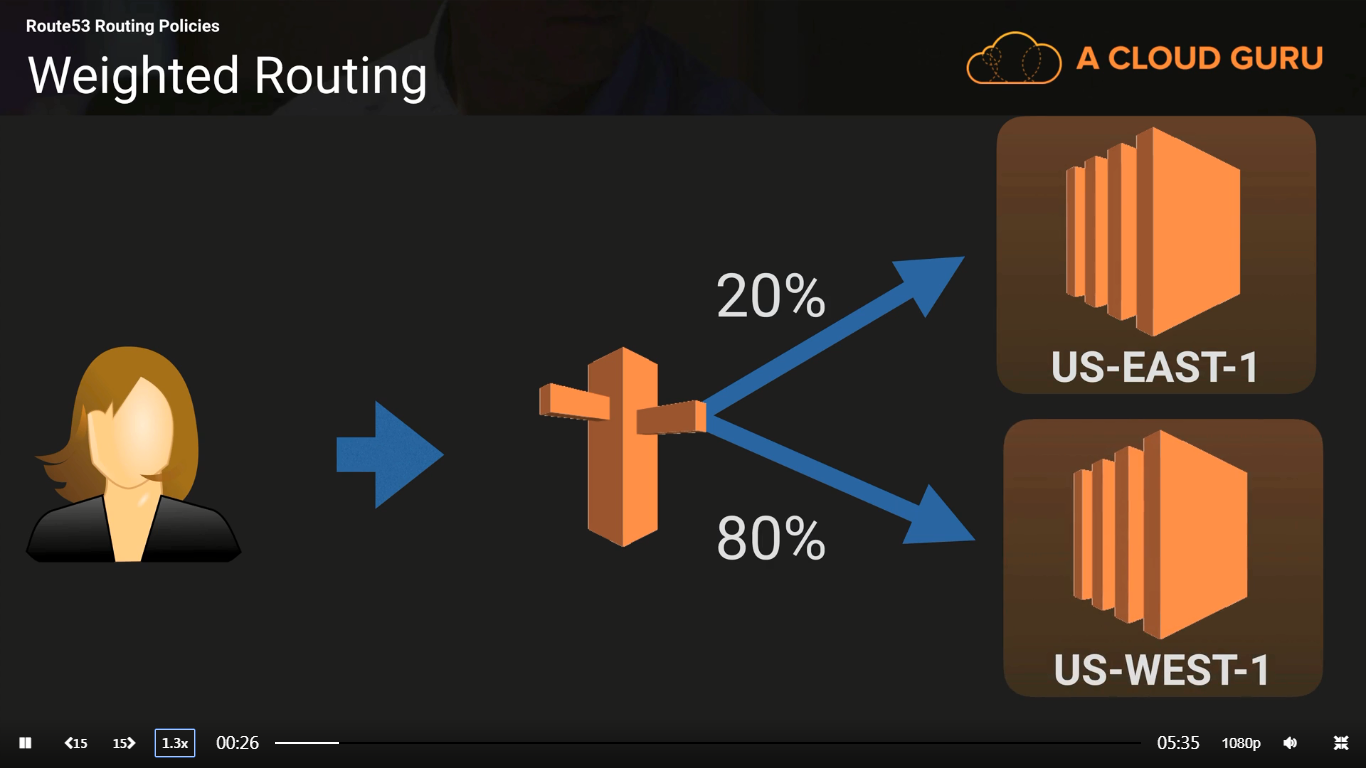 Route53 Routing Policies
Weighted Routing
A CLOUD GURU
20%
US-EAST-1
80%
US-WEST-1
15
15
1.3x
00:26
05:35
1080p